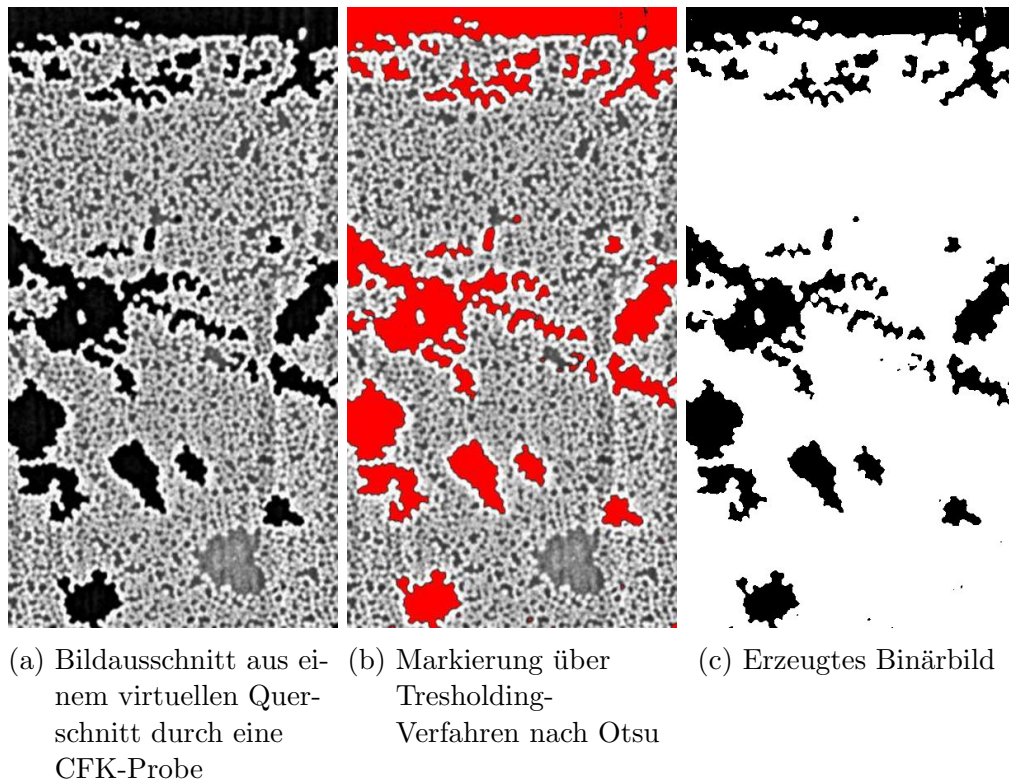 (a) Bildausschnitt aus ei-
nem virtuellen Quer-
schnitt durch eine
CFK-Probe
(b) Markierung über
Tresholding-
Verfahren nach Otsu
(c) Erzeugtes Binärbild